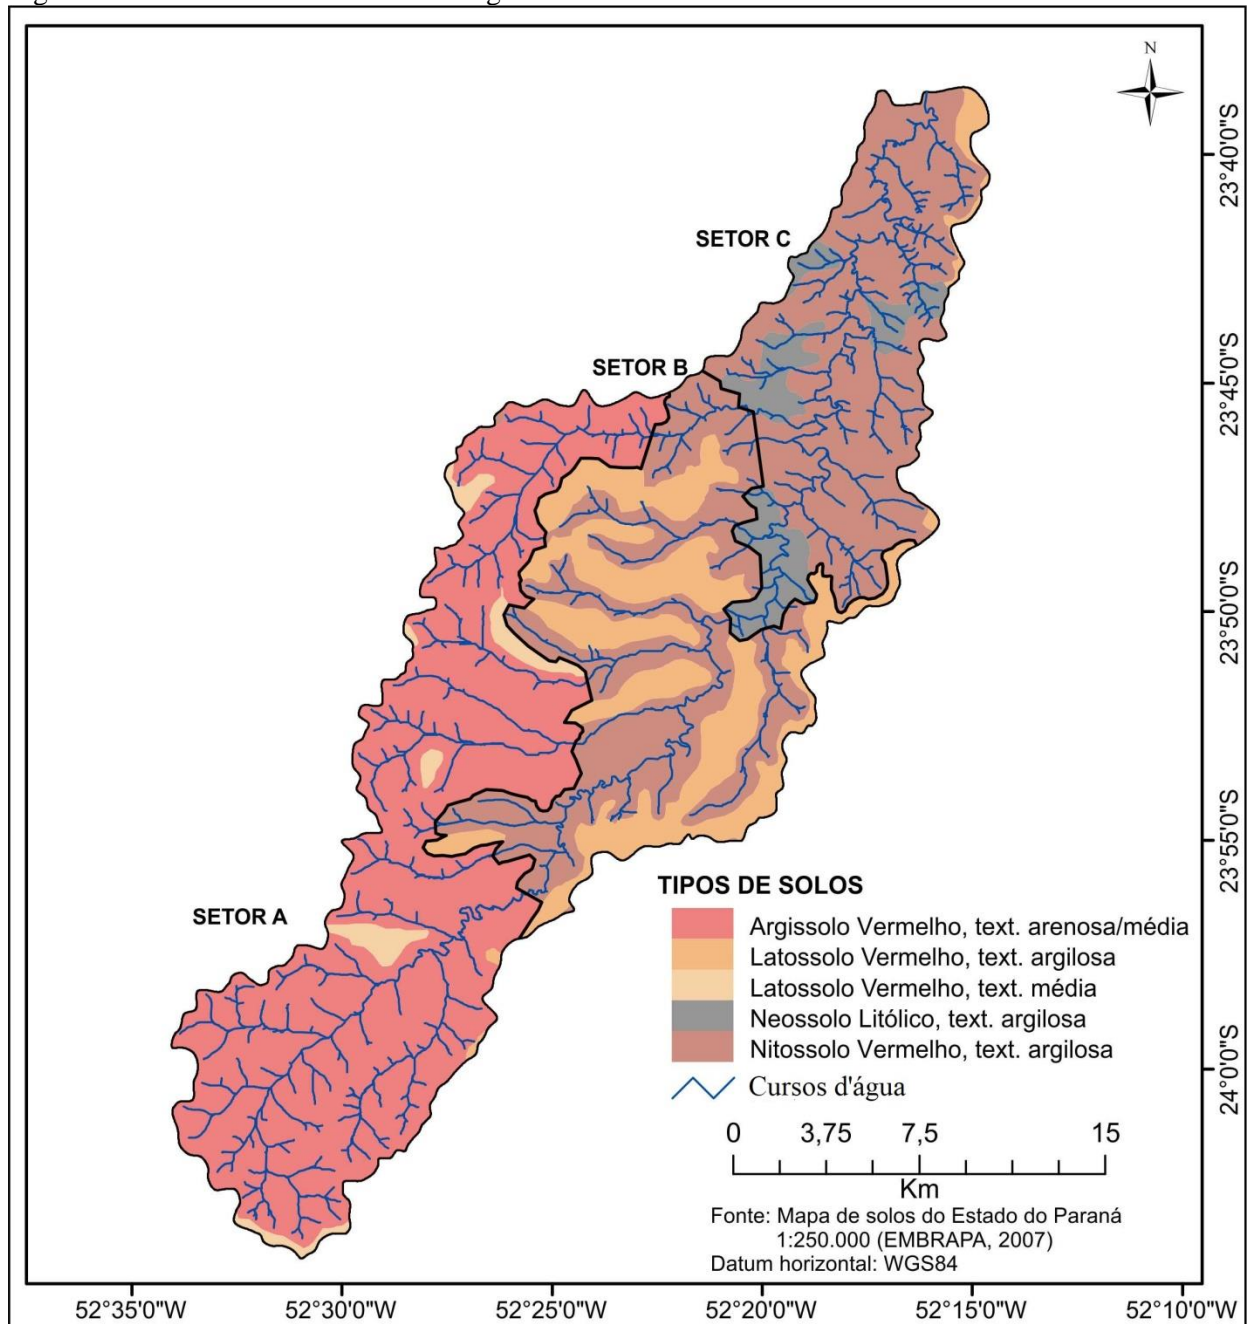 N
SETOR C
SETOR B
SETOR A
TIPOS DE SOLOS
Argissolo Vermelho, text. arenosa/média
Latossolo Vermelho, text. argilosa
Latossolo Vermelho, text. média
Neossolo Litólico, text. argilosa
Nitossolo Vermelho, text. argilosa
Cursos d'água
0 3,75 7,5 15
Km
Fonte: Mapa de solos do Estado do Paraná
1:250.000 (EMBRAPA, 2007)
Datum horizontal: WGS84
23°40'0"S
23°45'0"S
23°50'0"S
23°55'0"S
24°0'0"S
52°35'0"W 52°30'0"W 52°25'0"W 52°20'0"W 52°15'0"W 52°10'0"W